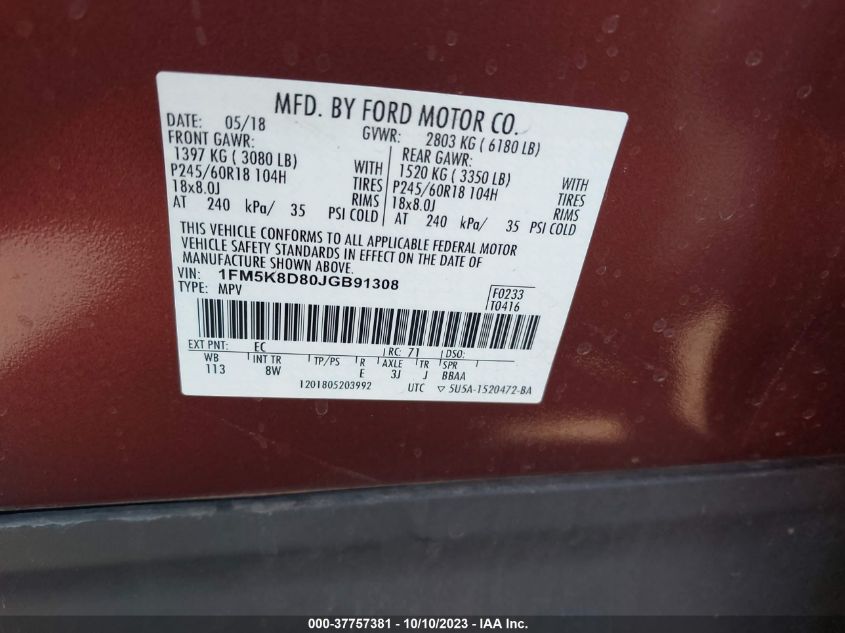 MFD. BY FORD MOTOR CO.
DATE: 05/18 GVWR: 2803 KG ( 6180 LB)
FRONT GAWR: REAR GAWR:
1397 KG ( 3080 LB) WITH 1520 KG ( 3350 LB) WITH
P245/60R18 104H TIRES P245/60R18 104H TIRES
18x8.0J RIMS 18x8.0J RIMS
AT 240 kPa/ 35 PSI COLD AT 240 kPa/ 35 PSI COLD
THIS VEHICLE CONFORMS TO ALL APPLICABLE FEDERAL MOTOR
VEHICLE SAFETY STANDARDS IN EFFECT ON THE DATE OF
MANUFACTURE SHOWN ABOVE.
VIN: 1FM5K8D80JGB91308 F0233
TYPE: MPV T0416
EXT PNT: EC RC: 71 DSO:
WB INT TR TP/PS R AXLE TR SPR
113 8W E 3J J BBAA
1201805203992 UTC ▽ 5U5A-1520472-BA
000-37757381 - 10/10/2023 - IAA Inc.